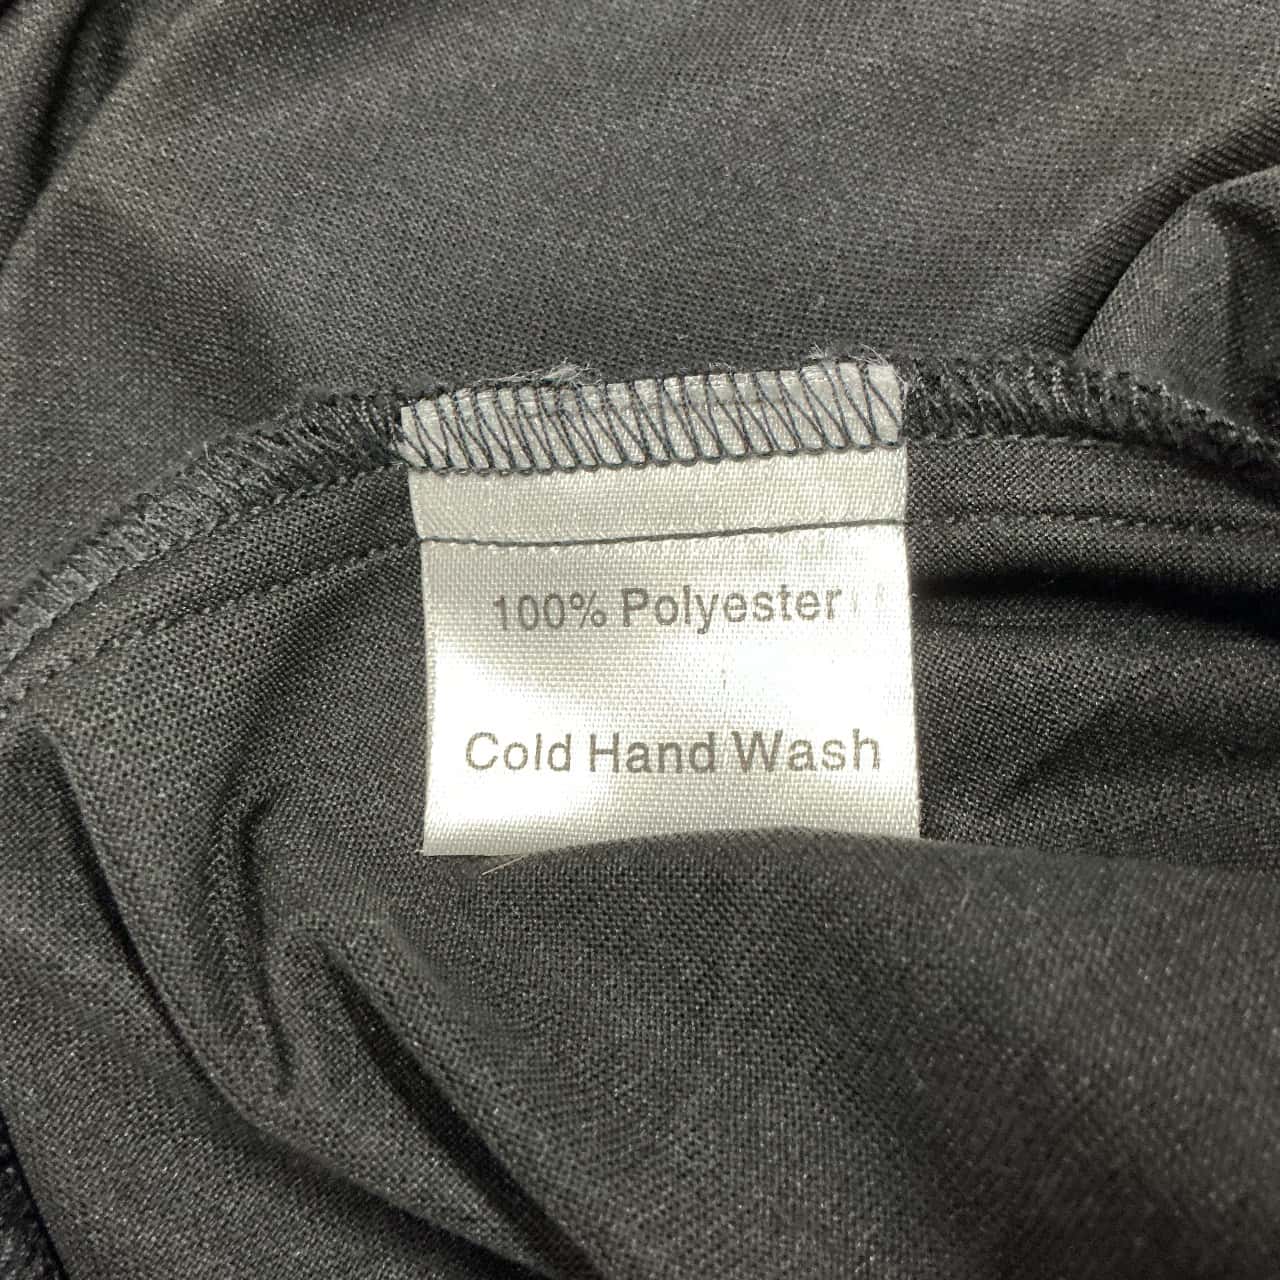 100% Polyester
Cold Hand Wash